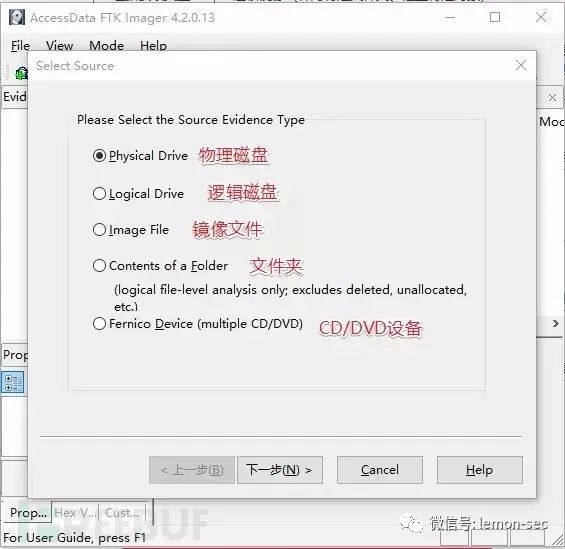 AccessData FTK Imager 4.2.0.13
File View Mode Help
Evid
Select Source
Please Select the Source Evidence Type
Physical Drive 物理磁盘
Logical Drive 逻辑磁盘
Image File 镜像文件
Contents of a Folder 文件夹
(logical file-level analysis only; excludes deleted, unallocated,
etc.)
Fernico Device (multiple CD/DVD) CD/DVD设备
Mod
Prop
< 上一步(B) 下一步(N) > Cancel Help
Prop... Hex V... Cust...
REEBUF
微信号: lemon-sec
For User Guide, press F1